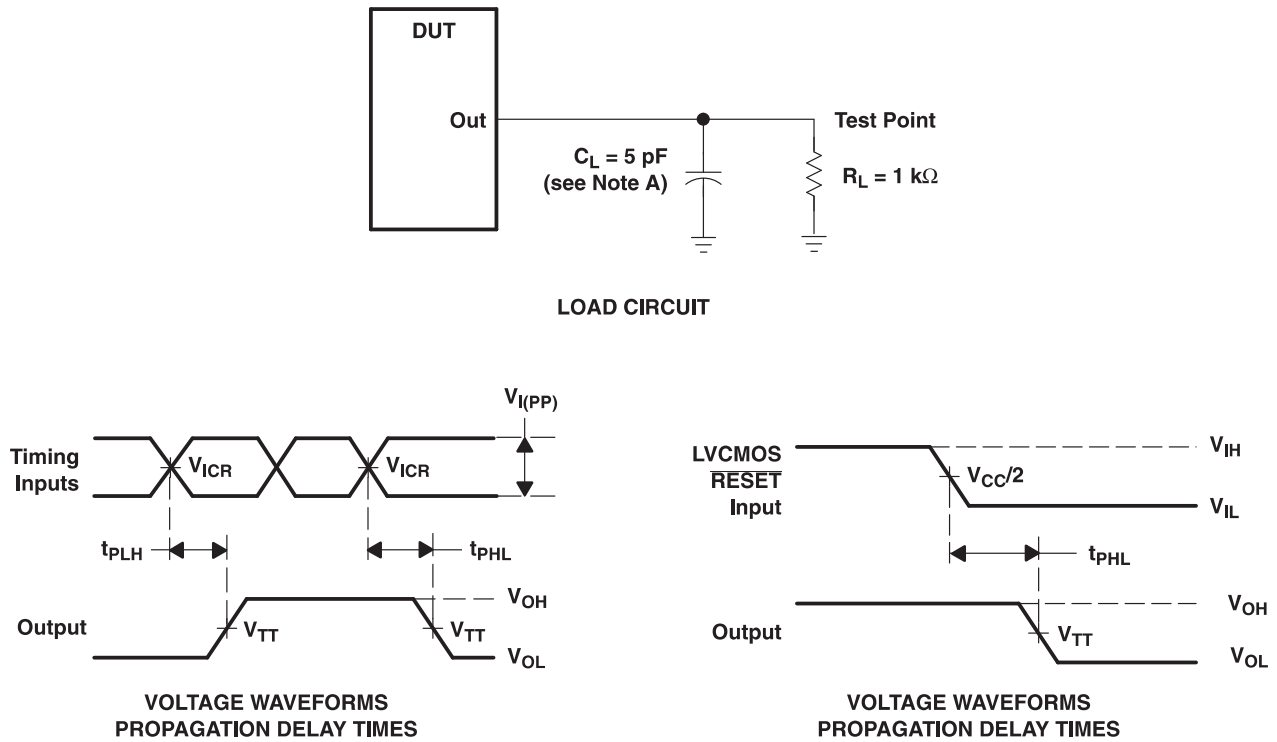 DUT
Out
Test Point
C_L = 5 pF
(see Note A)
R_L = 1 kΩ
LOAD CIRCUIT
V_I(PP)
Timing
Inputs
V_ICR
V_ICR
t_PLH
t_PHL
Output
V_TT
V_TT
V_OH
V_OL
VOLTAGE WAVEFORMS
PROPAGATION DELAY TIMES
LVCMOS
RESET
Input
V_CC/2
V_IH
V_IL
t_PHL
Output
V_TT
V_OH
V_OL
VOLTAGE WAVEFORMS
PROPAGATION DELAY TIMES